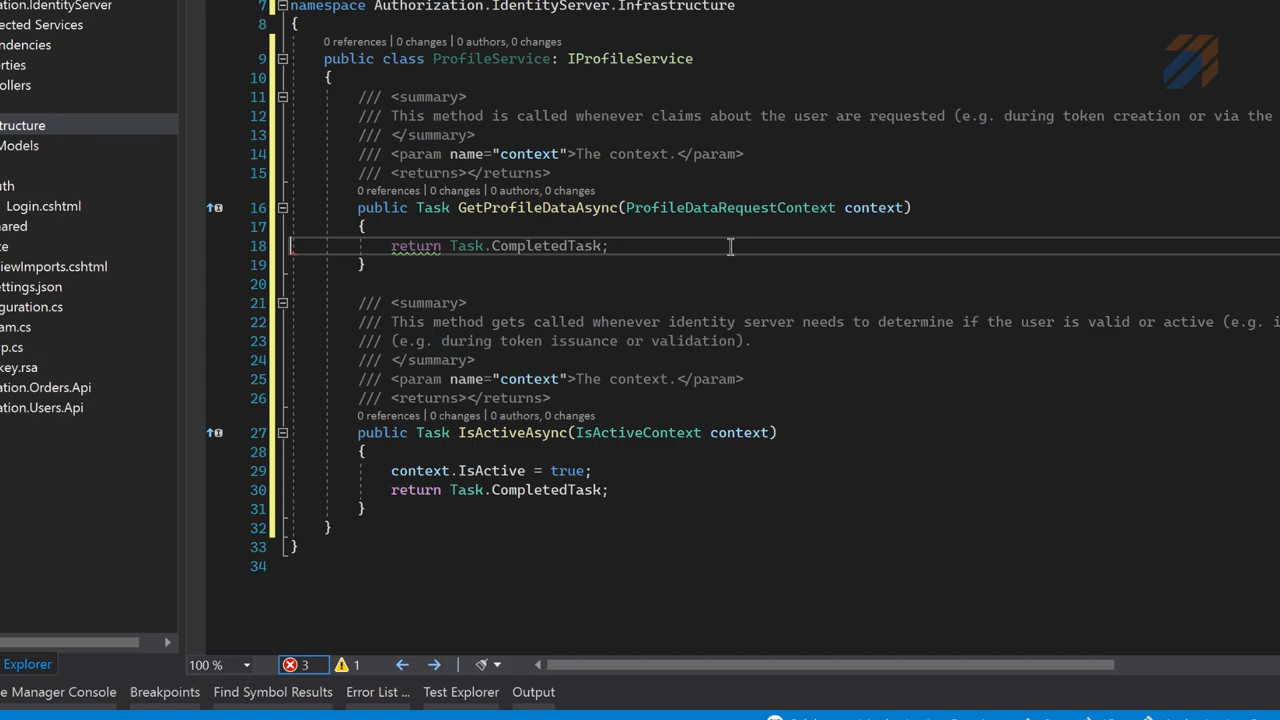 ation.IdentityServer
ected Services
endencies
erties
ollers
tructure
Models
th
Login.cshtml
ared
te
iewImports.cshtml
ettings.json
guration.cs
am.cs
p.cs
key.rsa
ation.Orders.Api
ation.Users.Api
7 namespace Authorization.IdentityServer.Infrastructure
8 {
0 references | 0 changes | 0 authors, 0 changes
9 public class ProfileService: IProfileService
10 {
11 /// <summary>
12 /// This method is called whenever claims about the user are requested (e.g. during token creation or via the
13 /// </summary>
14 /// <param name="context">The context.</param>
15 /// <returns></returns>
0 references | 0 changes | 0 authors, 0 changes
16 public Task GetProfileDataAsync(ProfileDataRequestContext context)
17 {
18 return Task.CompletedTask;
19 }
20
21 /// <summary>
22 /// This method gets called whenever identity server needs to determine if the user is valid or active (e.g. i
23 /// (e.g. during token issuance or validation).
24 /// </summary>
25 /// <param name="context">The context.</param>
26 /// <returns></returns>
0 references | 0 changes | 0 authors, 0 changes
27 public Task IsActiveAsync(IsActiveContext context)
28 {
29 context.IsActive = true;
30 return Task.CompletedTask;
31 }
32 }
33 }
34
Explorer
100 % 3 1
e Manager Console Breakpoints Find Symbol Results Error List ... Test Explorer Output